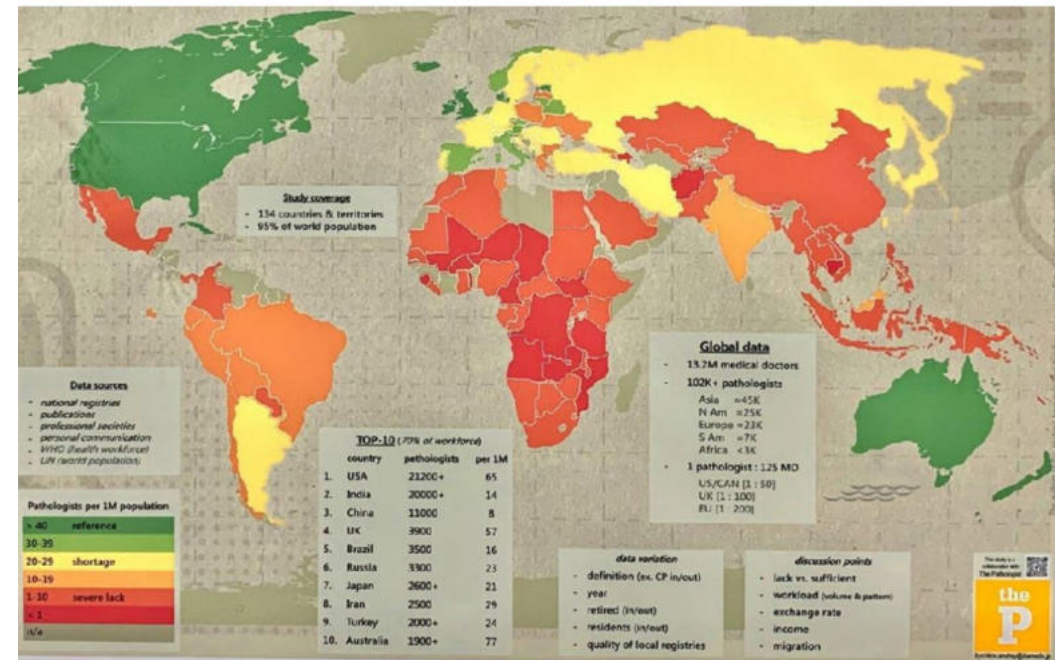 Study coverage
- 134 countries & territories
- 95% of world population
Data sources
- national registries
- publications
- professional societies
- personal communication
- WHO (health workforce)
- UN (world population)
Pathologists per 1M population
> 40 reference
30-39
20-29 shortage
10-19
1-10 severe lack
< 1
n/a
TOP-10 (70% of workforce)
country pathologists per 1M
1. USA 21200+ 65
2. India 20000+ 14
3. China 11000 8
4. UK 3900 57
5. Brazil 3500 16
6. Russia 3300 23
7. Japan 2600+ 21
8. Iran 2500 29
9. Turkey 2000+ 24
10. Australia 1900+ 77
Global data
- 13.2M medical doctors
- 102K+ pathologists
Asia ≈45K
N Am ≈25K
Europe ≈23K
S Am ≈7K
Africa <3K
- 1 pathologist : 125 MD
US/CAN [1 : 50]
UK [1 : 100]
EU [1 : 200]
data variation
- definition (ex. CP in/out)
- year
- retired (in/out)
- residents (in/out)
- quality of local registries
discussion points
- lack vs. sufficient
- workload (volume & pattern)
- exchange rate
- income
- migration
This study is a
collaboration with
The Pathologist
the
P